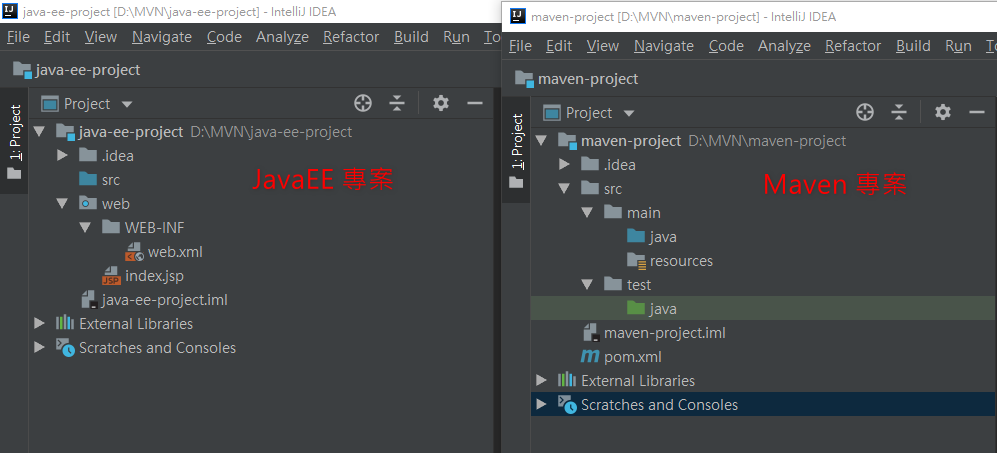 java-ee-project [D:\MVN\java-ee-project] - IntelliJ IDEA
File Edit View Navigate Code Analyze Refactor Build Run To
java-ee-project
1: Project
Project
java-ee-project D:\MVN\java-ee-project
.idea
src
web
WEB-INF
web.xml
index.jsp
java-ee-project.iml
External Libraries
Scratches and Consoles
JavaEE 專案
maven-project [D:\MVN\maven-project] - IntelliJ IDEA
File Edit View Navigate Code Analyze Refactor Build Run
maven-project
1: Project
Project
maven-project D:\MVN\maven-project
.idea
src
main
java
resources
test
java
maven-project.iml
pom.xml
External Libraries
Scratches and Consoles
Maven 專案